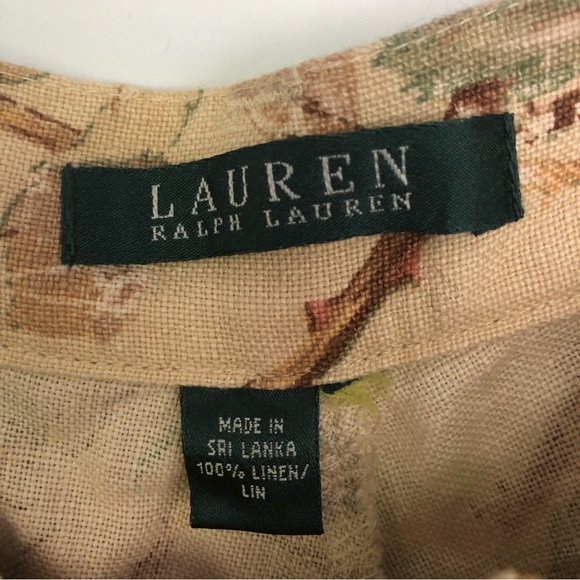 LAUREN
RALPH LAUREN
MADE IN
SRI LANKA
100% LINEN/
LIN